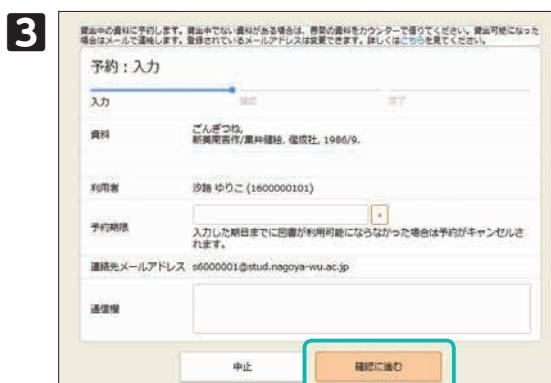 3
貸出中の資料に予約します。貸出中でない資料がある場合は、書架の資料をカウンターで借りてください。貸出可能になった
場合はメールで連絡します。登録されているメールアドレスは変更できます。詳しくはこちらを見てください。
予約:入力
入力 確認 完了
資料 ごんぎつね,
新美南吉作/黒井健絵, 偕成社, 1986/9.
利用者 汐路 ゆりこ (1600000101)
予約期限
入力した期日までに図書が利用可能にならなかった場合は予約がキャンセルさ
れます。
連絡先メールアドレス s6000001@stud.nagoya-wu.ac.jp
通信欄
中止 確認に進む